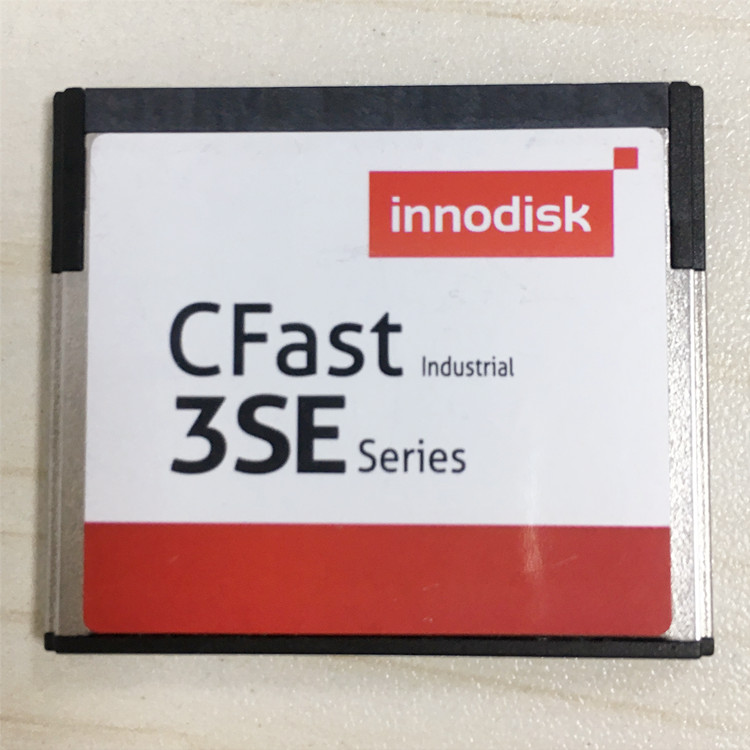 innodisk
CFast Industrial
3SE Series